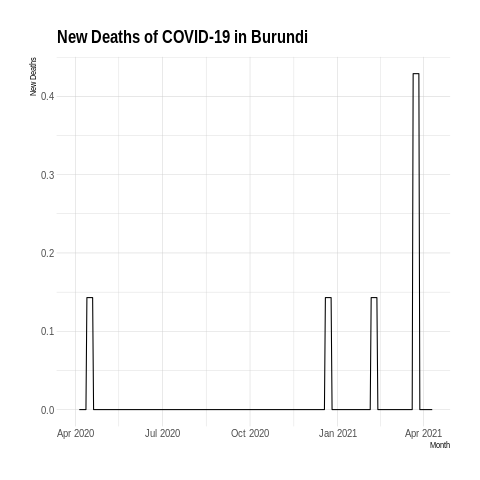 New Deaths of COVID-19 in Burundi
New Deaths
0.4
0.3
0.2
0.1
0.0
Apr 2020 Jul 2020 Oct 2020 Jan 2021 Apr 2021
Month